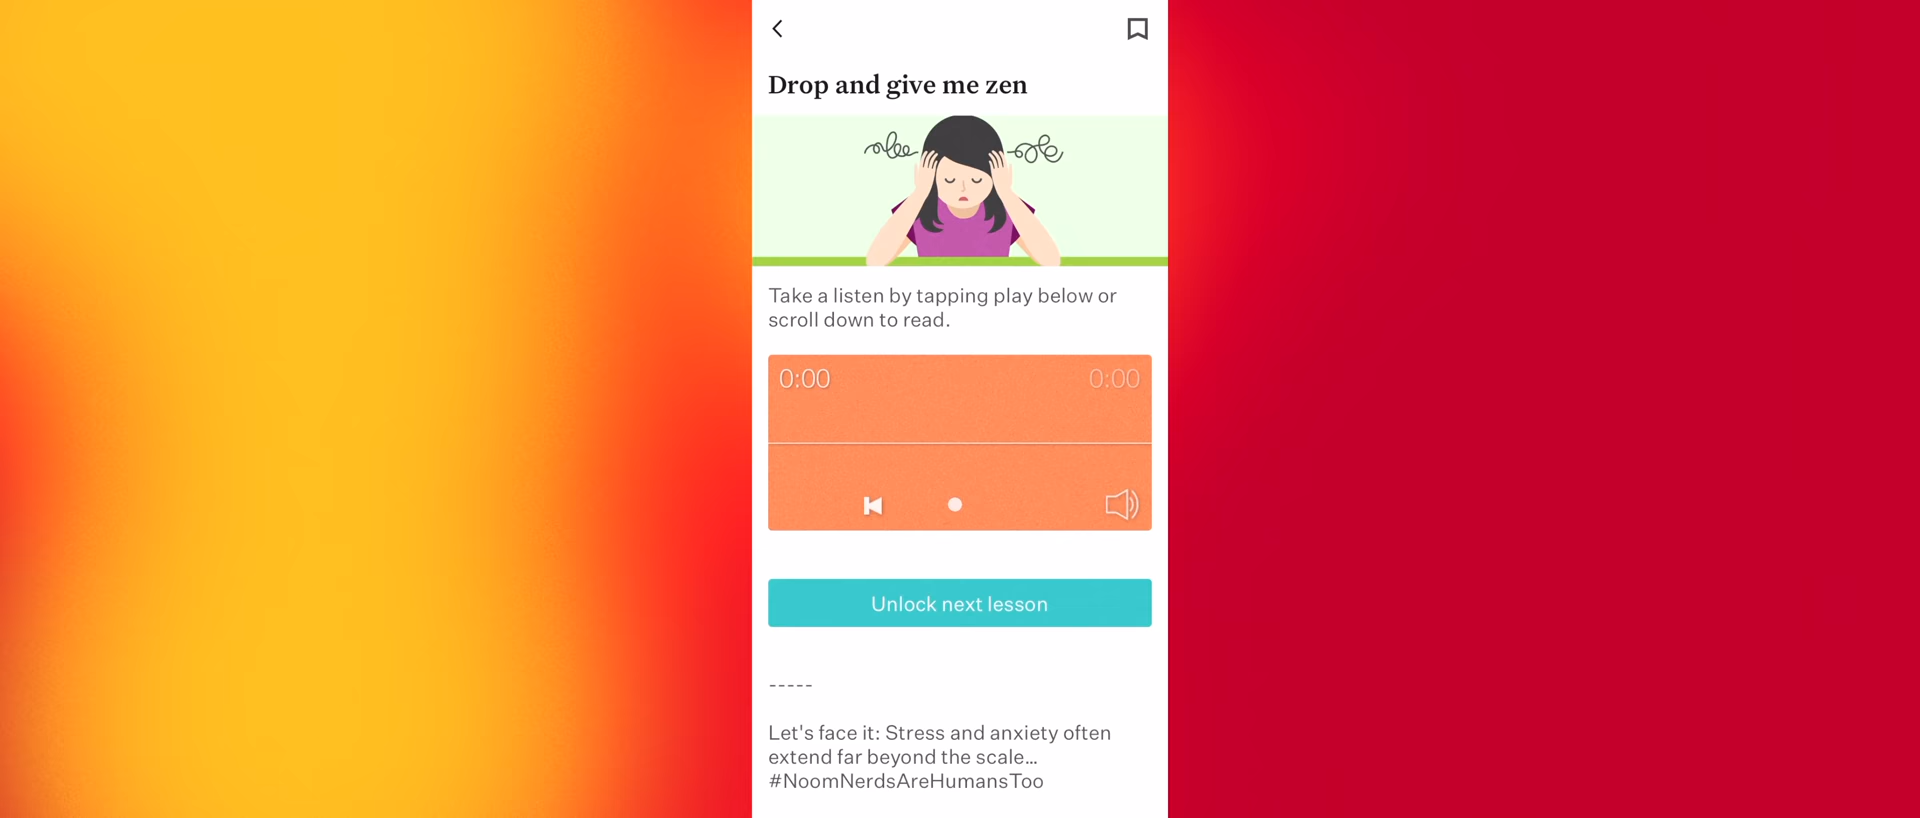 Drop and give me zen
Take a listen by tapping play below or
scroll down to read.
0:00 0:00
Unlock next lesson
-----
Let's face it: Stress and anxiety often
extend far beyond the scale...
#NoomNerdsAreHumansToo